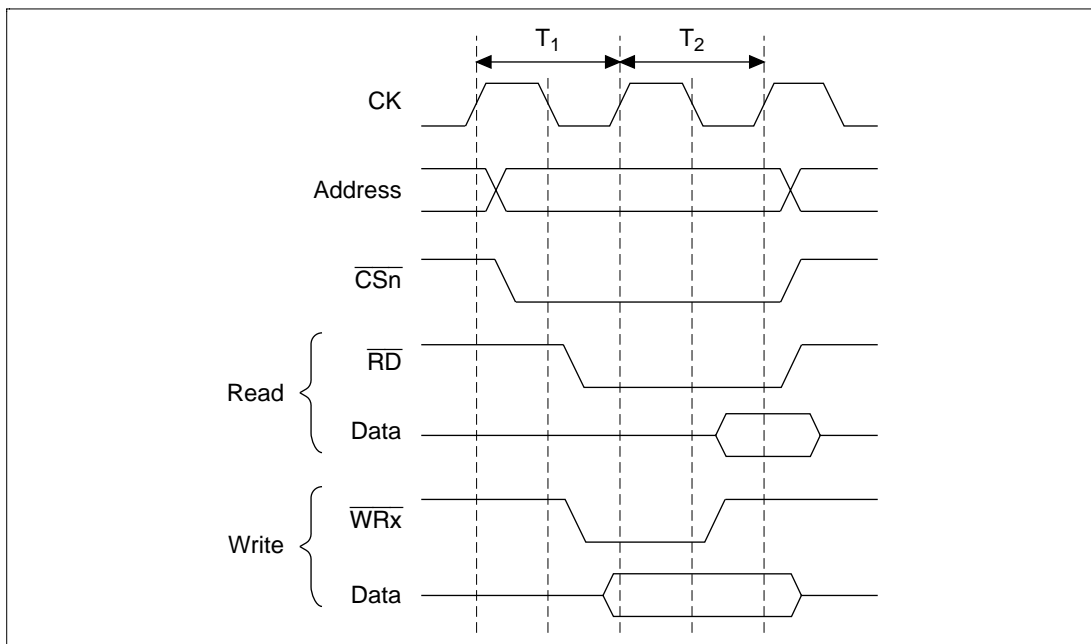 T1 T2
CK
Address
CSn
RD
Read
Data
WRx
Write
Data